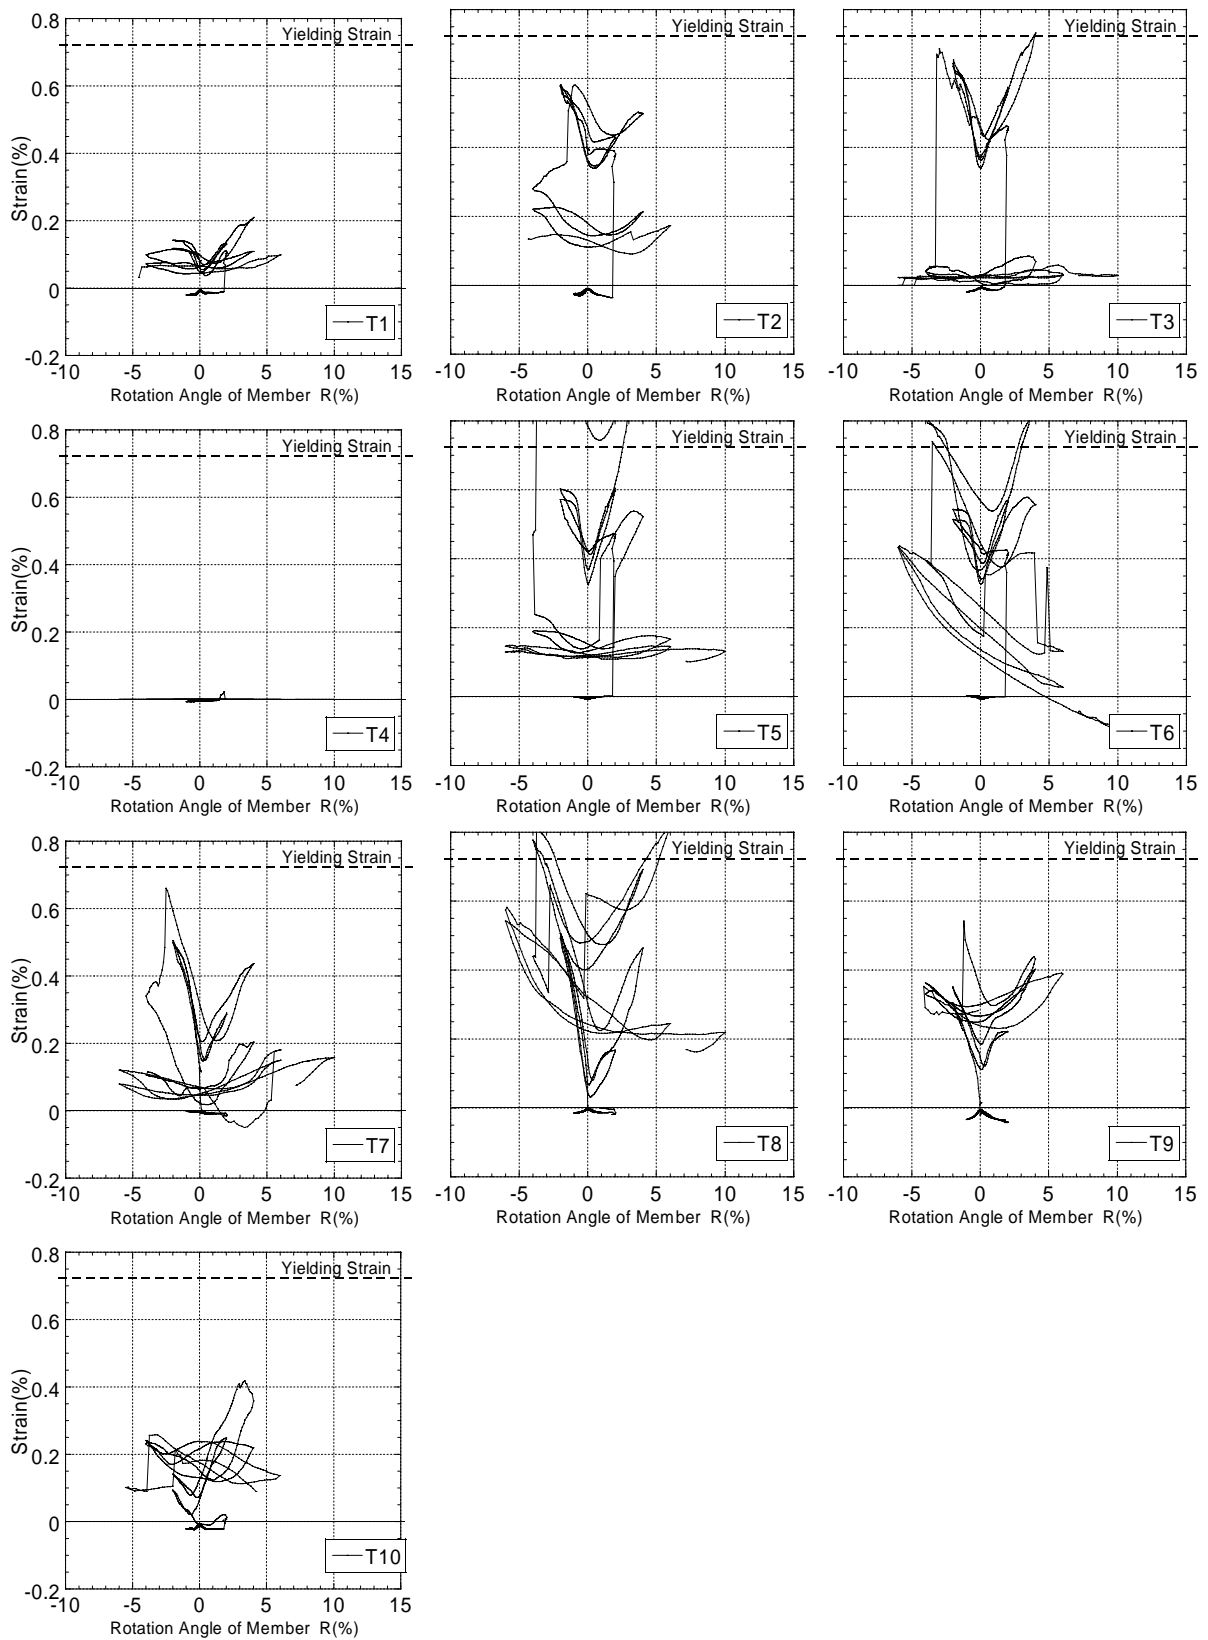 0.8
Yielding Strain
Yielding Strain
Yielding Strain
0.6
0.4
0.2
0
-0.2
Strain(%)
T1
T2
T3
-10 -5 0 5 10 15
-10 -5 0 5 10 15
-10 -5 0 5 10 15
Rotation Angle of Member R(%)
Rotation Angle of Member R(%)
Rotation Angle of Member R(%)
0.8
Yielding Strain
Yielding Strain
Yielding Strain
0.6
0.4
0.2
0
-0.2
Strain(%)
T4
T5
T6
-10 -5 0 5 10 15
-10 -5 0 5 10 15
-10 -5 0 5 10 15
Rotation Angle of Member R(%)
Rotation Angle of Member R(%)
Rotation Angle of Member R(%)
0.8
Yielding Strain
Yielding Strain
Yielding Strain
0.6
0.4
0.2
0
-0.2
Strain(%)
T7
T8
T9
-10 -5 0 5 10 15
-10 -5 0 5 10 15
-10 -5 0 5 10 15
Rotation Angle of Member R(%)
Rotation Angle of Member R(%)
Rotation Angle of Member R(%)
0.8
Yielding Strain
0.6
0.4
0.2
0
-0.2
Strain(%)
T10
-10 -5 0 5 10 15
Rotation Angle of Member R(%)